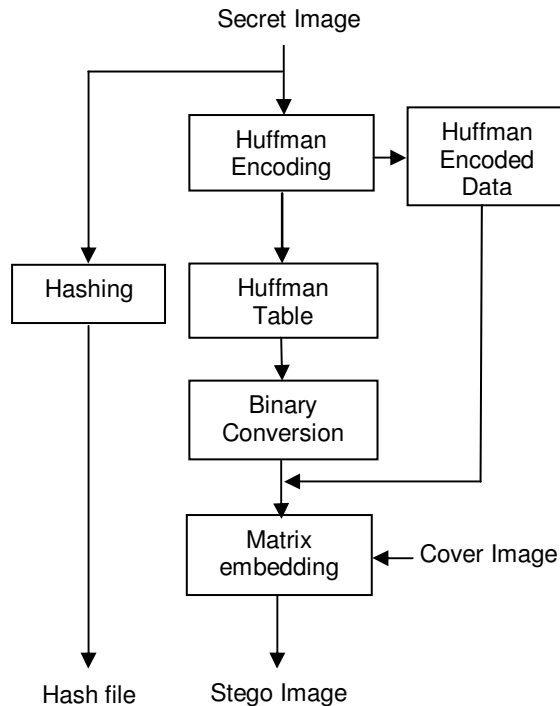 Secret Image
Huffman
Encoding
Huffman
Encoded
Data
Hashing
Huffman
Table
Binary
Conversion
Matrix
embedding
Cover Image
Hash file
Stego Image